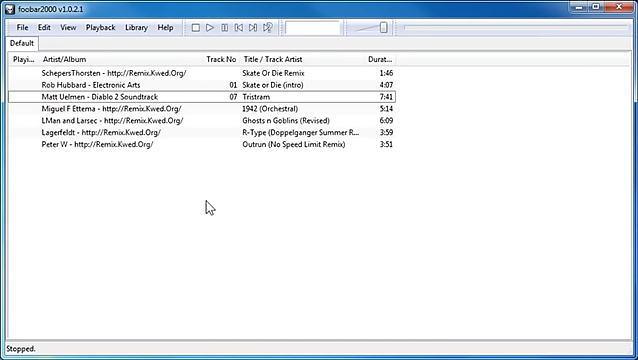 foobar2000 v1.0.2.1
File Edit View Playback Library Help
Default
Playi... Artist/Album Track No Title / Track Artist Durat...
SchepersThorsten - http://Remix.Kwed.Org/ Skate Or Die Remix 1:46
Rob Hubbard - Electronic Arts 01 Skate or Die (intro) 4:07
Matt Uelmen - Diablo 2 Soundtrack 07 Tristram 7:41
Miguel F Ettema - http://Remix.Kwed.Org/ 1942 (Orchestral) 5:14
LMan and Larsec - http://Remix.Kwed.Org/ Ghosts n Goblins (Revised) 6:09
Lagerfeldt - http://Remix.Kwed.Org/ R-Type (Doppelganger Summer R... 3:59
Peter W - http://Remix.Kwed.Org/ Outrun (No Speed Limit Remix) 3:51
Stopped.